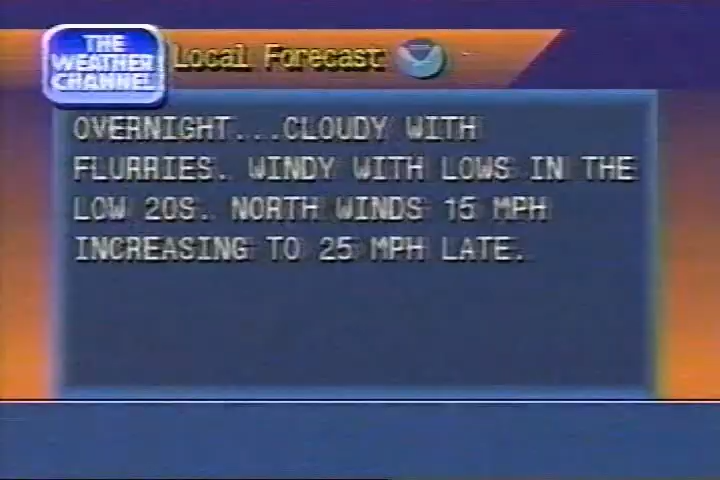 THE
WEATHER
CHANNEL
Local Forecast
OVERNIGHT...CLOUDY WITH
FLURRIES. WINDY WITH LOWS IN THE
LOW 20S. NORTH WINDS 15 MPH
INCREASING TO 25 MPH LATE.